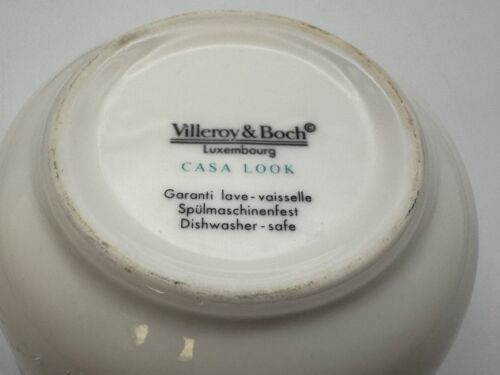 Villeroy & Boch©
Luxembourg
CASA LOOK
Garanti lave-vaisselle
Spülmaschinenfest
Dishwasher-safe